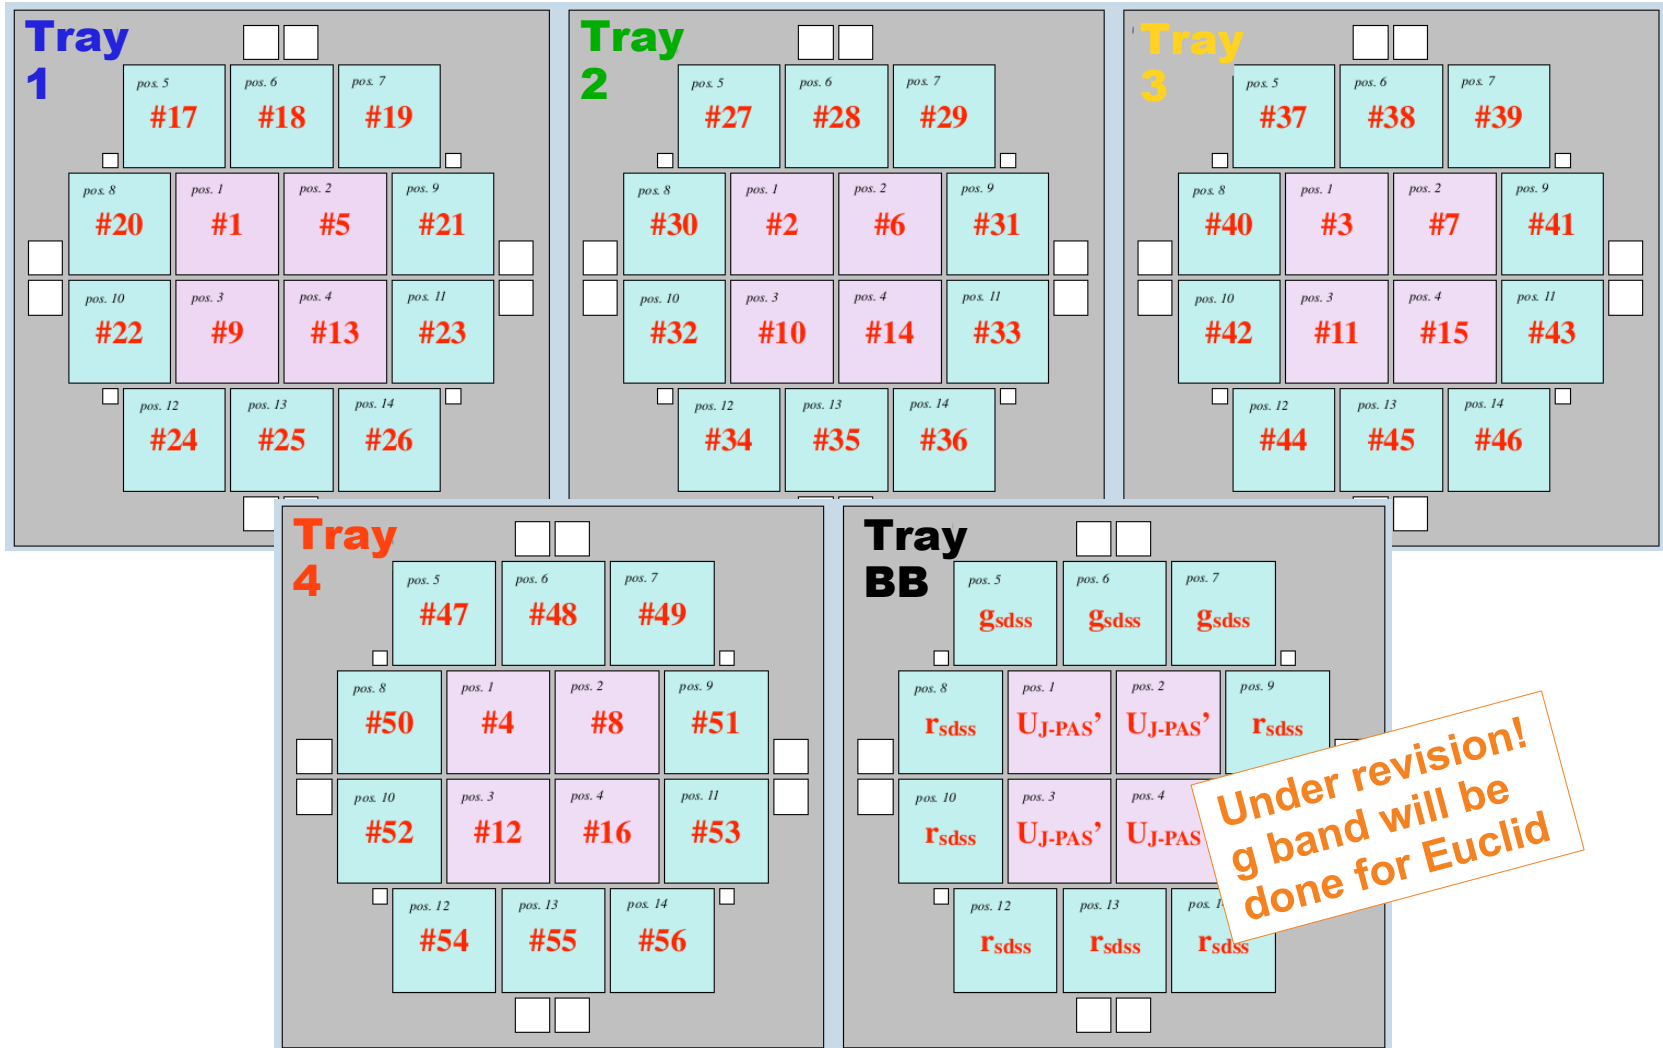 Tray
1
pos. 5 pos. 6 pos. 7
#17 #18 #19
pos. 8 pos. 1 pos. 2 pos. 9
#20 #1 #5 #21
pos. 10 pos. 3 pos. 4 pos. 11
#22 #9 #13 #23
pos. 12 pos. 13 pos. 14
#24 #25 #26
Tray
2
pos. 5 pos. 6 pos. 7
#27 #28 #29
pos. 8 pos. 1 pos. 2 pos. 9
#30 #2 #6 #31
pos. 10 pos. 3 pos. 4 pos. 11
#32 #10 #14 #33
pos. 12 pos. 13 pos. 14
#34 #35 #36
Tray
3
pos. 5 pos. 6 pos. 7
#37 #38 #39
pos. 8 pos. 1 pos. 2 pos. 9
#40 #3 #7 #41
pos. 10 pos. 3 pos. 4 pos. 11
#42 #11 #15 #43
pos. 12 pos. 13 pos. 14
#44 #45 #46
Tray
4
pos. 5 pos. 6 pos. 7
#47 #48 #49
pos. 8 pos. 1 pos. 2 pos. 9
#50 #4 #8 #51
pos. 10 pos. 3 pos. 4 pos. 11
#52 #12 #16 #53
pos. 12 pos. 13 pos. 14
#54 #55 #56
Tray
BB
pos. 5 pos. 6 pos. 7
gsdss gsdss gsdss
pos. 8 pos. 1 pos. 2 pos. 9
rsdss UJ-PAS’ UJ-PAS’ rsdss
pos. 10 pos. 3 pos. 4
rsdss UJ-PAS’ UJ-PAS
pos. 12 pos. 13 pos. 1
rsdss rsdss rsdss
Under revision!
g band will be
done for Euclid